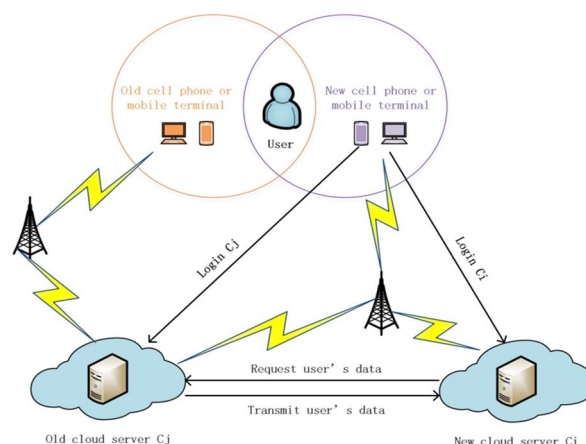 Old cell phone or
mobile terminal
New cell phone or
mobile terminal
User
Login Cj
Login Ci
Request user's data
Transmit user's data
Old cloud server Cj
New cloud server Ci